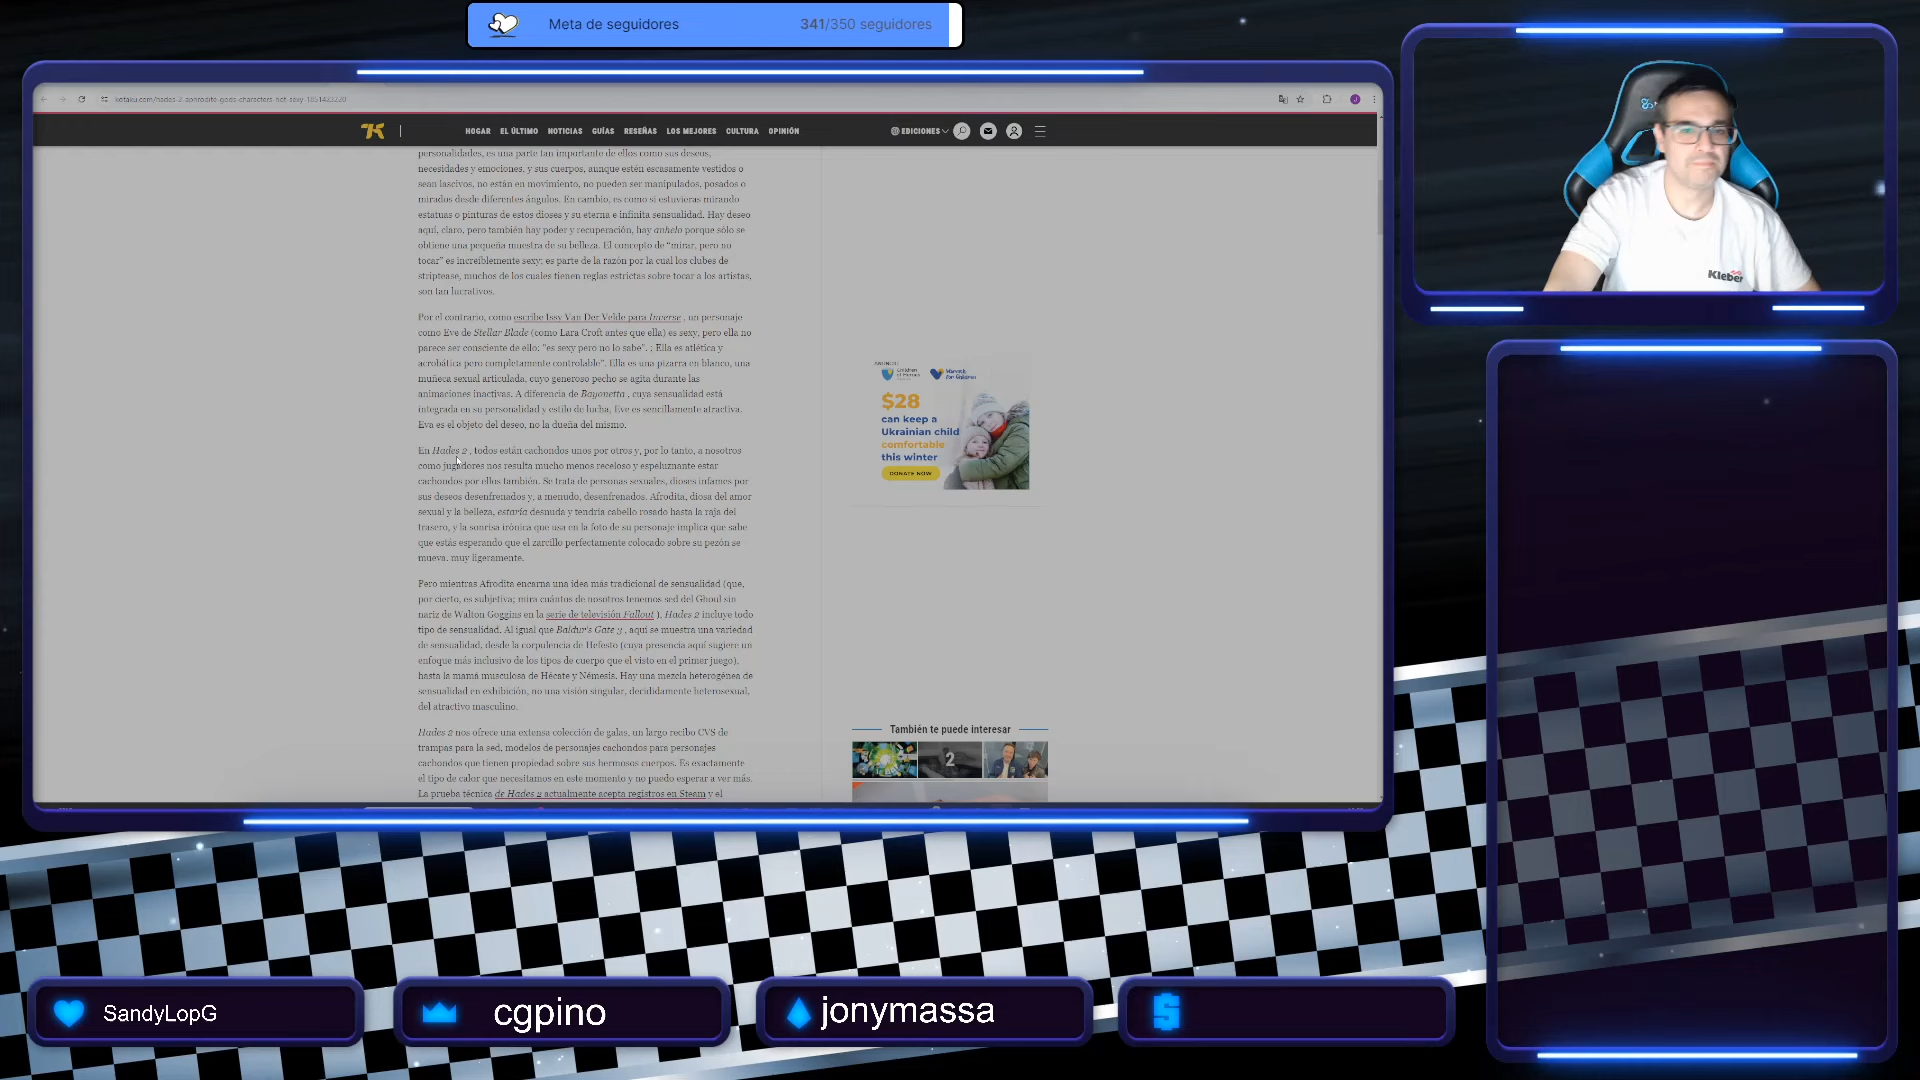 Meta de seguidores 341/350 seguidores
kotaku.com/hades-2-aphrodite-gods-characters-hot-sexy-1851423220
HOGAR EL ÚLTIMO NOTICIAS GUÍAS RESEÑAS LOS MEJORES CULTURA OPINIÓN EDICIONES
personalidades, es una parte tan importante de ellos como sus deseos,
necesidades y emociones, y sus cuerpos, aunque estén escasamente vestidos o
sean lascivos, no están en movimiento, no pueden ser manipulados, posados o
mirados desde diferentes ángulos. En cambio, es como si estuvieras mirando
estatuas o pinturas de estos dioses y su eterna e infinita sensualidad. Hay deseo
aquí, claro, pero también hay poder y recuperación, hay anhelo porque sólo se
obtiene una pequeña muestra de su belleza. El concepto de “mirar, pero no
tocar” es increíblemente sexy; es parte de la razón por la cual los clubes de
striptease, muchos de los cuales tienen reglas estrictas sobre tocar a los artistas,
son tan lucrativos.
Por el contrario, como escribe Issy Van Der Velde para Inverse , un personaje
como Eve de Stellar Blade (como Lara Croft antes que ella) es sexy, pero ella no
parece ser consciente de ello: "es sexy pero no lo sabe". ; Ella es atlética y
acrobática pero completamente controlable". Ella es una pizarra en blanco, una
muñeca sexual articulada, cuyo generoso pecho se agita durante las
animaciones inactivas. A diferencia de Bayonetta , cuya sensualidad está
integrada en su personalidad y estilo de lucha, Eve es sencillamente atractiva.
Eva es el objeto del deseo, no la dueña del mismo.
En Hades 2 , todos están cachondos unos por otros y, por lo tanto, a nosotros
como jugadores nos resulta mucho menos receloso y espeluznante estar
cachondos por ellos también. Se trata de personas sexuales, dioses infames por
sus deseos desenfrenados y, a menudo, desenfrenados. Afrodita, diosa del amor
sexual y la belleza, estaría desnuda y tendría cabello rosado hasta la raja del
trasero, y la sonrisa irónica que usa en la foto de su personaje implica que sabe
que estás esperando que el zarcillo perfectamente colocado sobre su pezón se
mueva, muy ligeramente.
Pero mientras Afrodita encarna una idea más tradicional de sensualidad (que,
por cierto, es subjetiva; mira cuántos de nosotros tenemos sed del Ghoul sin
nariz de Walton Goggins en la serie de televisión Fallout ), Hades 2 incluye todo
tipo de sensualidad. Al igual que Baldur's Gate 3 , aquí se muestra una variedad
de sensualidad, desde la corpulencia de Hefesto (cuya presencia aquí sugiere un
enfoque más inclusivo de los tipos de cuerpo que el visto en el primer juego),
hasta la mamá musculosa de Hécate y Némesis. Hay una mezcla heterogénea de
sensualidad en exhibición, no una visión singular, decididamente heterosexual,
del atractivo masculino.
Hades 2 nos ofrece una extensa colección de galas, un largo recibo CVS de
trampas para la sed, modelos de personajes cachondos para personajes
cachondos que tienen propiedad sobre sus hermosos cuerpos. Es exactamente
el tipo de calor que necesitamos en este momento y no puedo esperar a ver más.
La prueba técnica de Hades 2 actualmente acepta registros en Steam y el
$28
can keep a
Ukrainian child
comfortable
this winter
DONATE NOW
También te puede interesar
2
Kleber
SandyLopG
cgpino
jonymassa